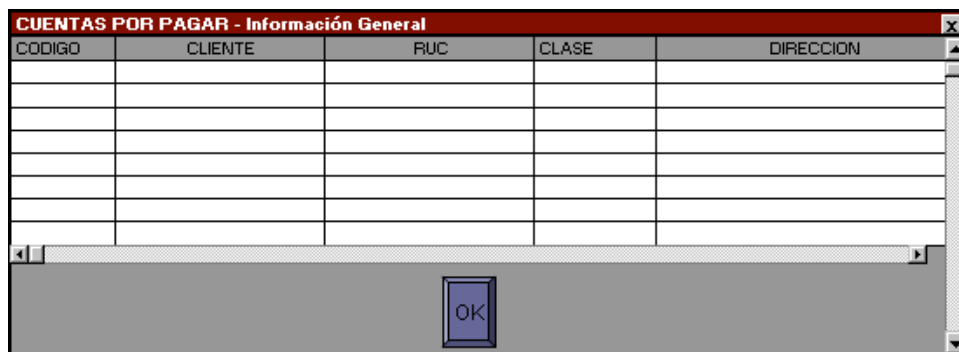 CUENTAS POR PAGAR - Información General
CODIGO CLIENTE RUC CLASE DIRECCION
OK